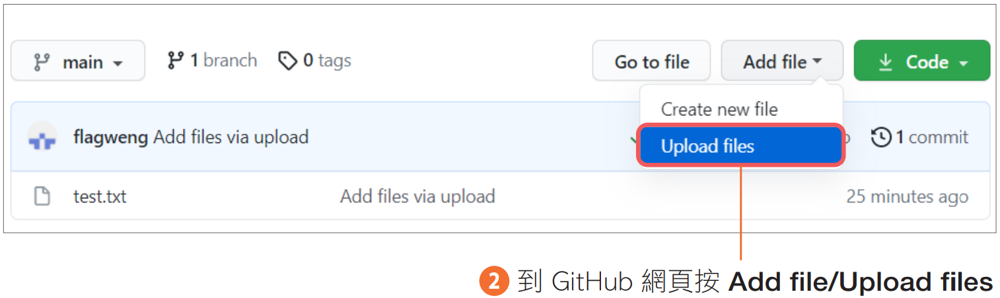 main 1 branch 0 tags Go to file Add file Code
Create new file
flagweng Add files via upload 1 commit
Upload files
test.txt Add files via upload 25 minutes ago
2 到 GitHub 網頁按 Add file/Upload files